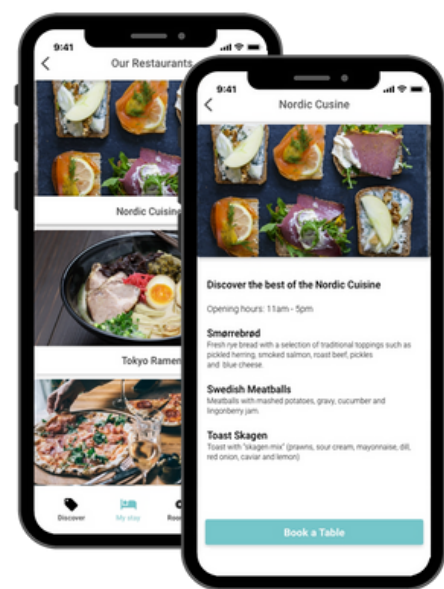 9:41
Our Restaurants
Nordic Cuisine
Tokyo Ramen
Discover
My stay
9:41
Nordic Cusine
Discover the best of the Nordic Cuisine
Opening hours: 11am - 5pm
Smørrebrød
Fresh rye bread with a selection of traditional toppings such as
pickled herring, smoked salmon, roast beef, pickles
and blue cheese.
Swedish Meatballs
Meatballs with mashed potatoes, gravy, cucumber and
lingonberry jam.
Toast Skagen
Toast with "skagen mix" (prawns, sour cream, mayonnaise, dill,
red onion, caviar and lemon)
Book a Table